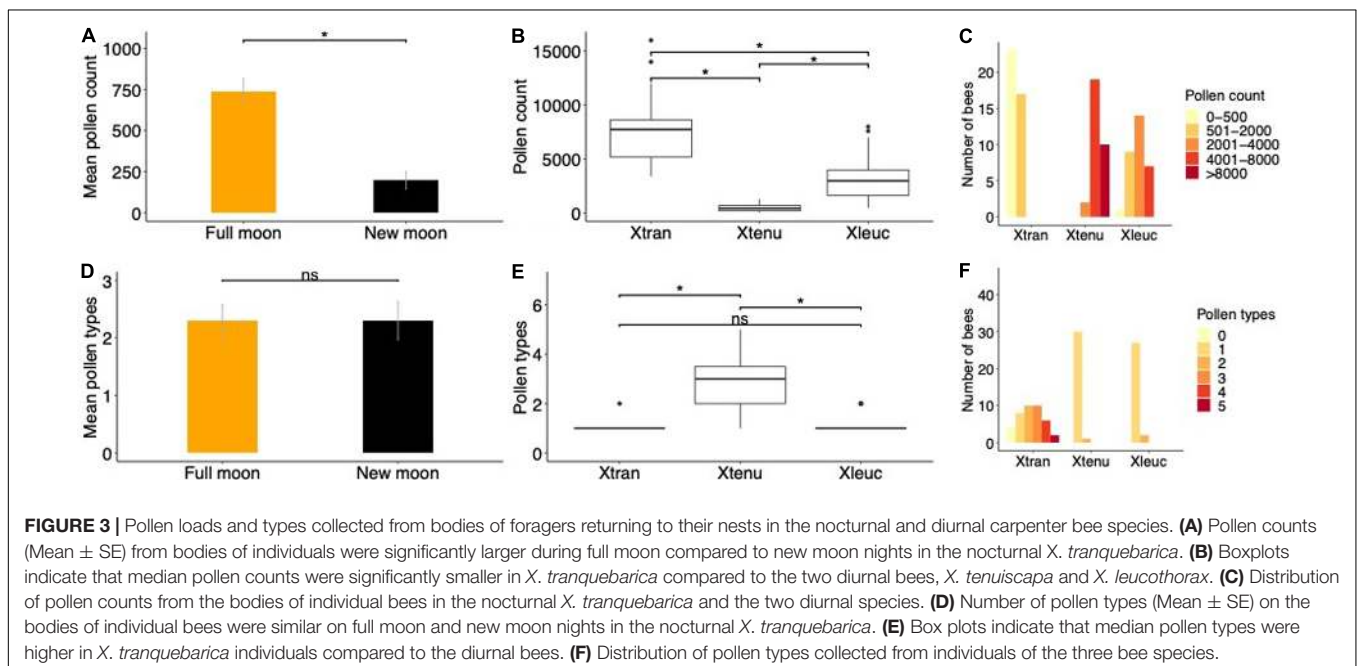 A
1000
750
500
250
0
Mean pollen count
*
Full moon
New moon
B
15000
10000
5000
0
Pollen count
*
*
*
Xtran
Xtenu
Xleuc
C
20
15
10
5
0
Number of bees
Xtran
Xtenu
Xleuc
Pollen count
0–500
501–2000
2001–4000
4001–8000
>8000
D
3
2
1
0
Mean pollen types
ns
Full moon
New moon
E
6
4
2
0
Pollen types
*
*
ns
Xtran
Xtenu
Xleuc
F
40
30
20
10
0
Number of bees
Xtran
Xtenu
Xleuc
Pollen types
0
1
2
3
4
5
FIGURE 3 | Pollen loads and types collected from bodies of foragers returning to their nests in the nocturnal and diurnal carpenter bee species. (A) Pollen counts
(Mean ± SE) from bodies of individuals were significantly larger during full moon compared to new moon nights in the nocturnal X. tranquebarica. (B) Boxplots
indicate that median pollen counts were significantly smaller in X. tranquebarica compared to the two diurnal bees, X. tenuiscapa and X. leucothorax. (C) Distribution
of pollen counts from the bodies of individual bees in the nocturnal X. tranquebarica and the two diurnal species. (D) Number of pollen types (Mean ± SE) on the
bodies of individual bees were similar on full moon and new moon nights in the nocturnal X. tranquebarica. (E) Box plots indicate that median pollen types were
higher in X. tranquebarica individuals compared to the diurnal bees. (F) Distribution of pollen types collected from individuals of the three bee species.